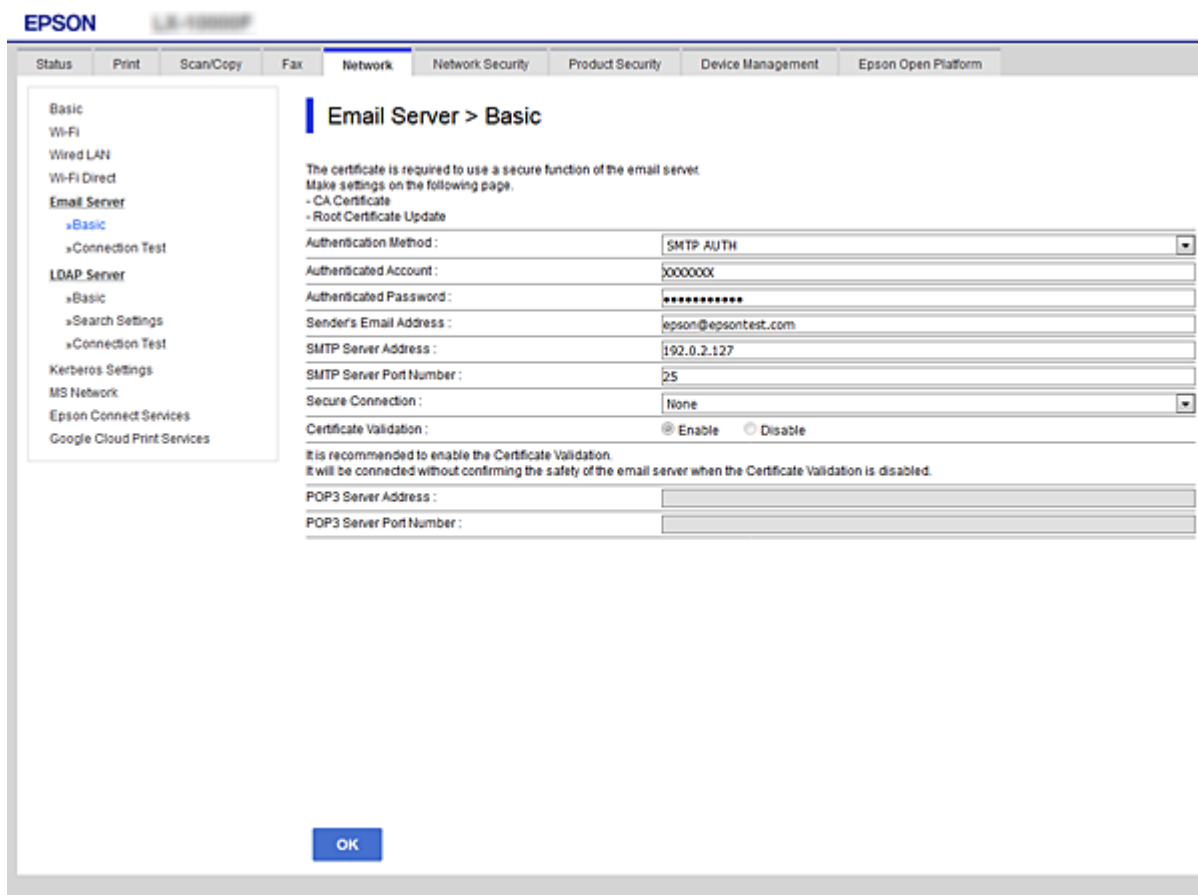 EPSON
Status Print Scan/Copy Fax Network Network Security Product Security Device Management Epson Open Platform
Basic
Wi-Fi
Wired LAN
Wi-Fi Direct
Email Server
»Basic
»Connection Test
LDAP Server
»Basic
»Search Settings
»Connection Test
Kerberos Settings
MS Network
Epson Connect Services
Google Cloud Print Services
Email Server > Basic
The certificate is required to use a secure function of the email server.
Make settings on the following page.
- CA Certificate
- Root Certificate Update
Authentication Method : SMTP AUTH
Authenticated Account : XXXXXXX
Authenticated Password : •••••••••••
Sender's Email Address : epson@epsontest.com
SMTP Server Address : 192.0.2.127
SMTP Server Port Number : 25
Secure Connection : None
Certificate Validation : Enable Disable
It is recommended to enable the Certificate Validation.
It will be connected without confirming the safety of the email server when the Certificate Validation is disabled.
POP3 Server Address :
POP3 Server Port Number :
OK